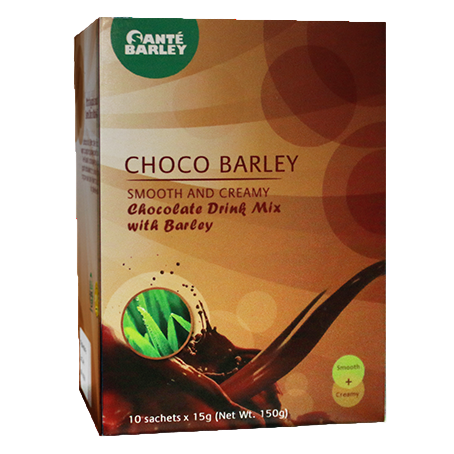 SANTÉ
BARLEY
CHOCO BARLEY
SMOOTH AND CREAMY
Chocolate Drink Mix
with Barley
Smooth
+
Creamy
10 sachets x 15g (Net Wt. 150g)